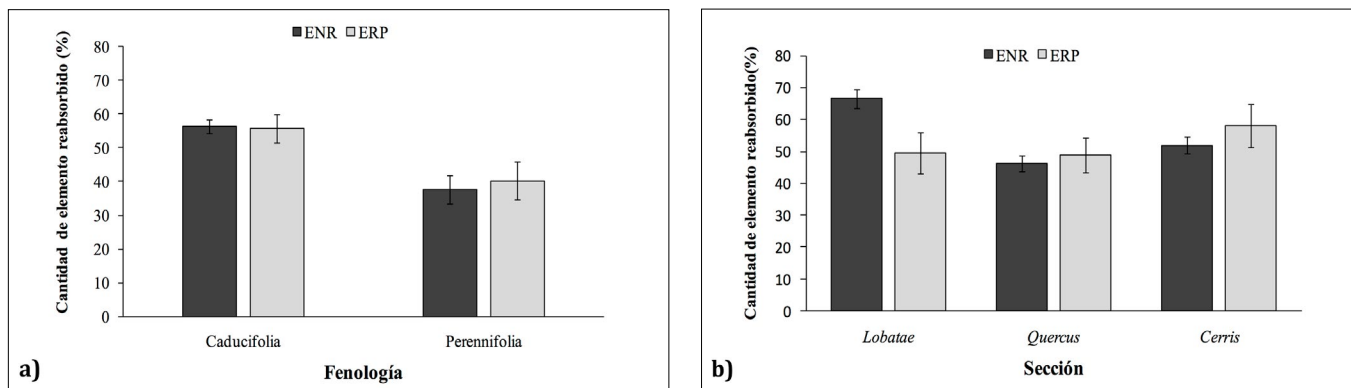 ENR ERP
Cantidad de elemento reabsorbido (%)
80
70
60
50
40
30
20
10
0
Caducifolia Perennifolia
Fenología
a)
ENR ERP
Cantidad de elemento reabsorbido(%)
80
70
60
50
40
30
20
10
0
Lobatae Quercus Cerris
Sección
b)